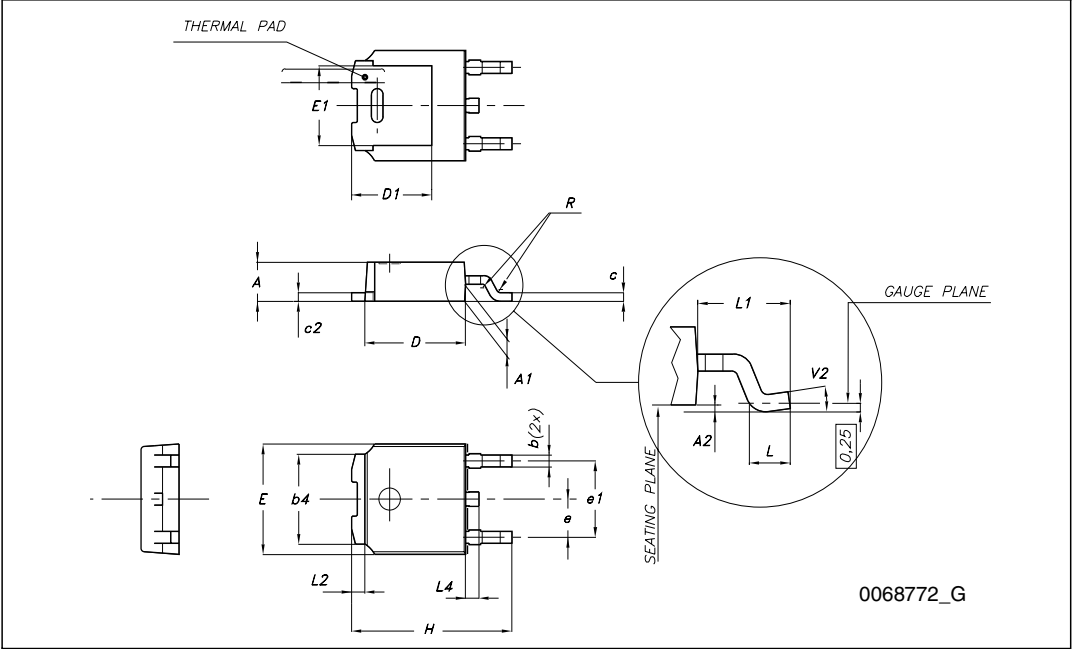 THERMAL PAD
E1
D1
R
A
c2
D
A1
c
L1
GAUGE PLANE
V2
A2
L
0,25
SEATING PLANE
b(2x)
E
b4
e
e1
L2
L4
H
0068772_G